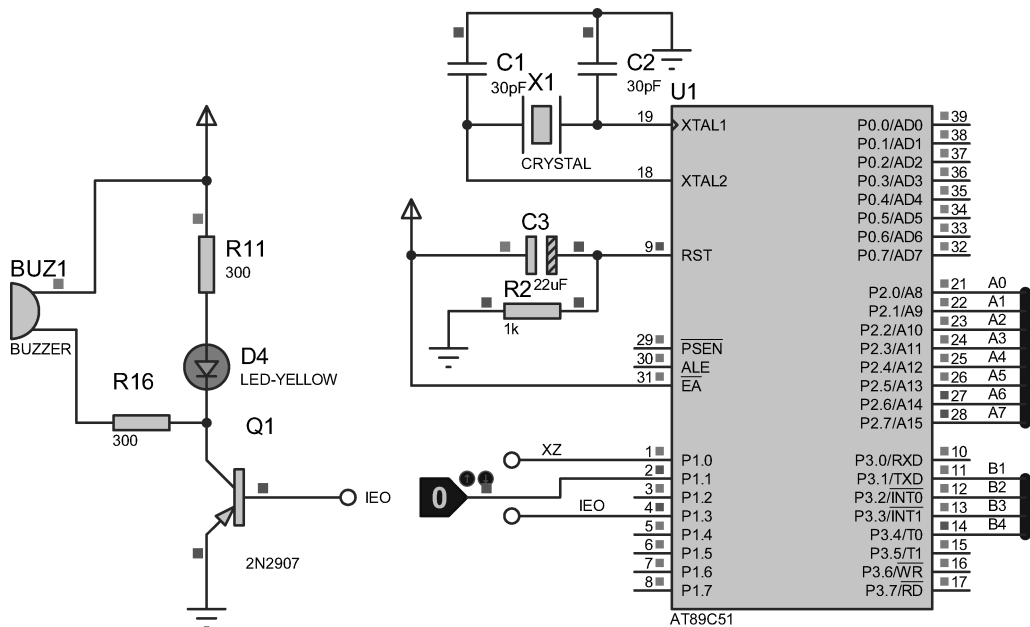 C1
30pF
X1
CRYSTAL
C2
30pF
U1
19
XTAL1
18
XTAL2
9
RST
29
PSEN
30
ALE
31
EA
1
P1.0
2
P1.1
3
P1.2
4
P1.3
5
P1.4
6
P1.5
7
P1.6
8
P1.7
P0.0/AD0
39
P0.1/AD1
38
P0.2/AD2
37
P0.3/AD3
36
P0.4/AD4
35
P0.5/AD5
34
P0.6/AD6
33
P0.7/AD7
32
P2.0/A8
21
A0
P2.1/A9
22
A1
P2.2/A10
23
A2
P2.3/A11
24
A3
P2.4/A12
25
A4
P2.5/A13
26
A5
P2.6/A14
27
A6
P2.7/A15
28
A7
P3.0/RXD
10
P3.1/TXD
11
B1
P3.2/INT0
12
B2
P3.3/INT1
13
B3
P3.4/T0
14
B4
P3.5/T1
15
P3.6/WR
16
P3.7/RD
17
AT89C51
C3
22uF
R2
1k
XZ
0
IEO
BUZ1
BUZZER
R11
300
D4
LED-YELLOW
R16
300
Q1
IEO
2N2907